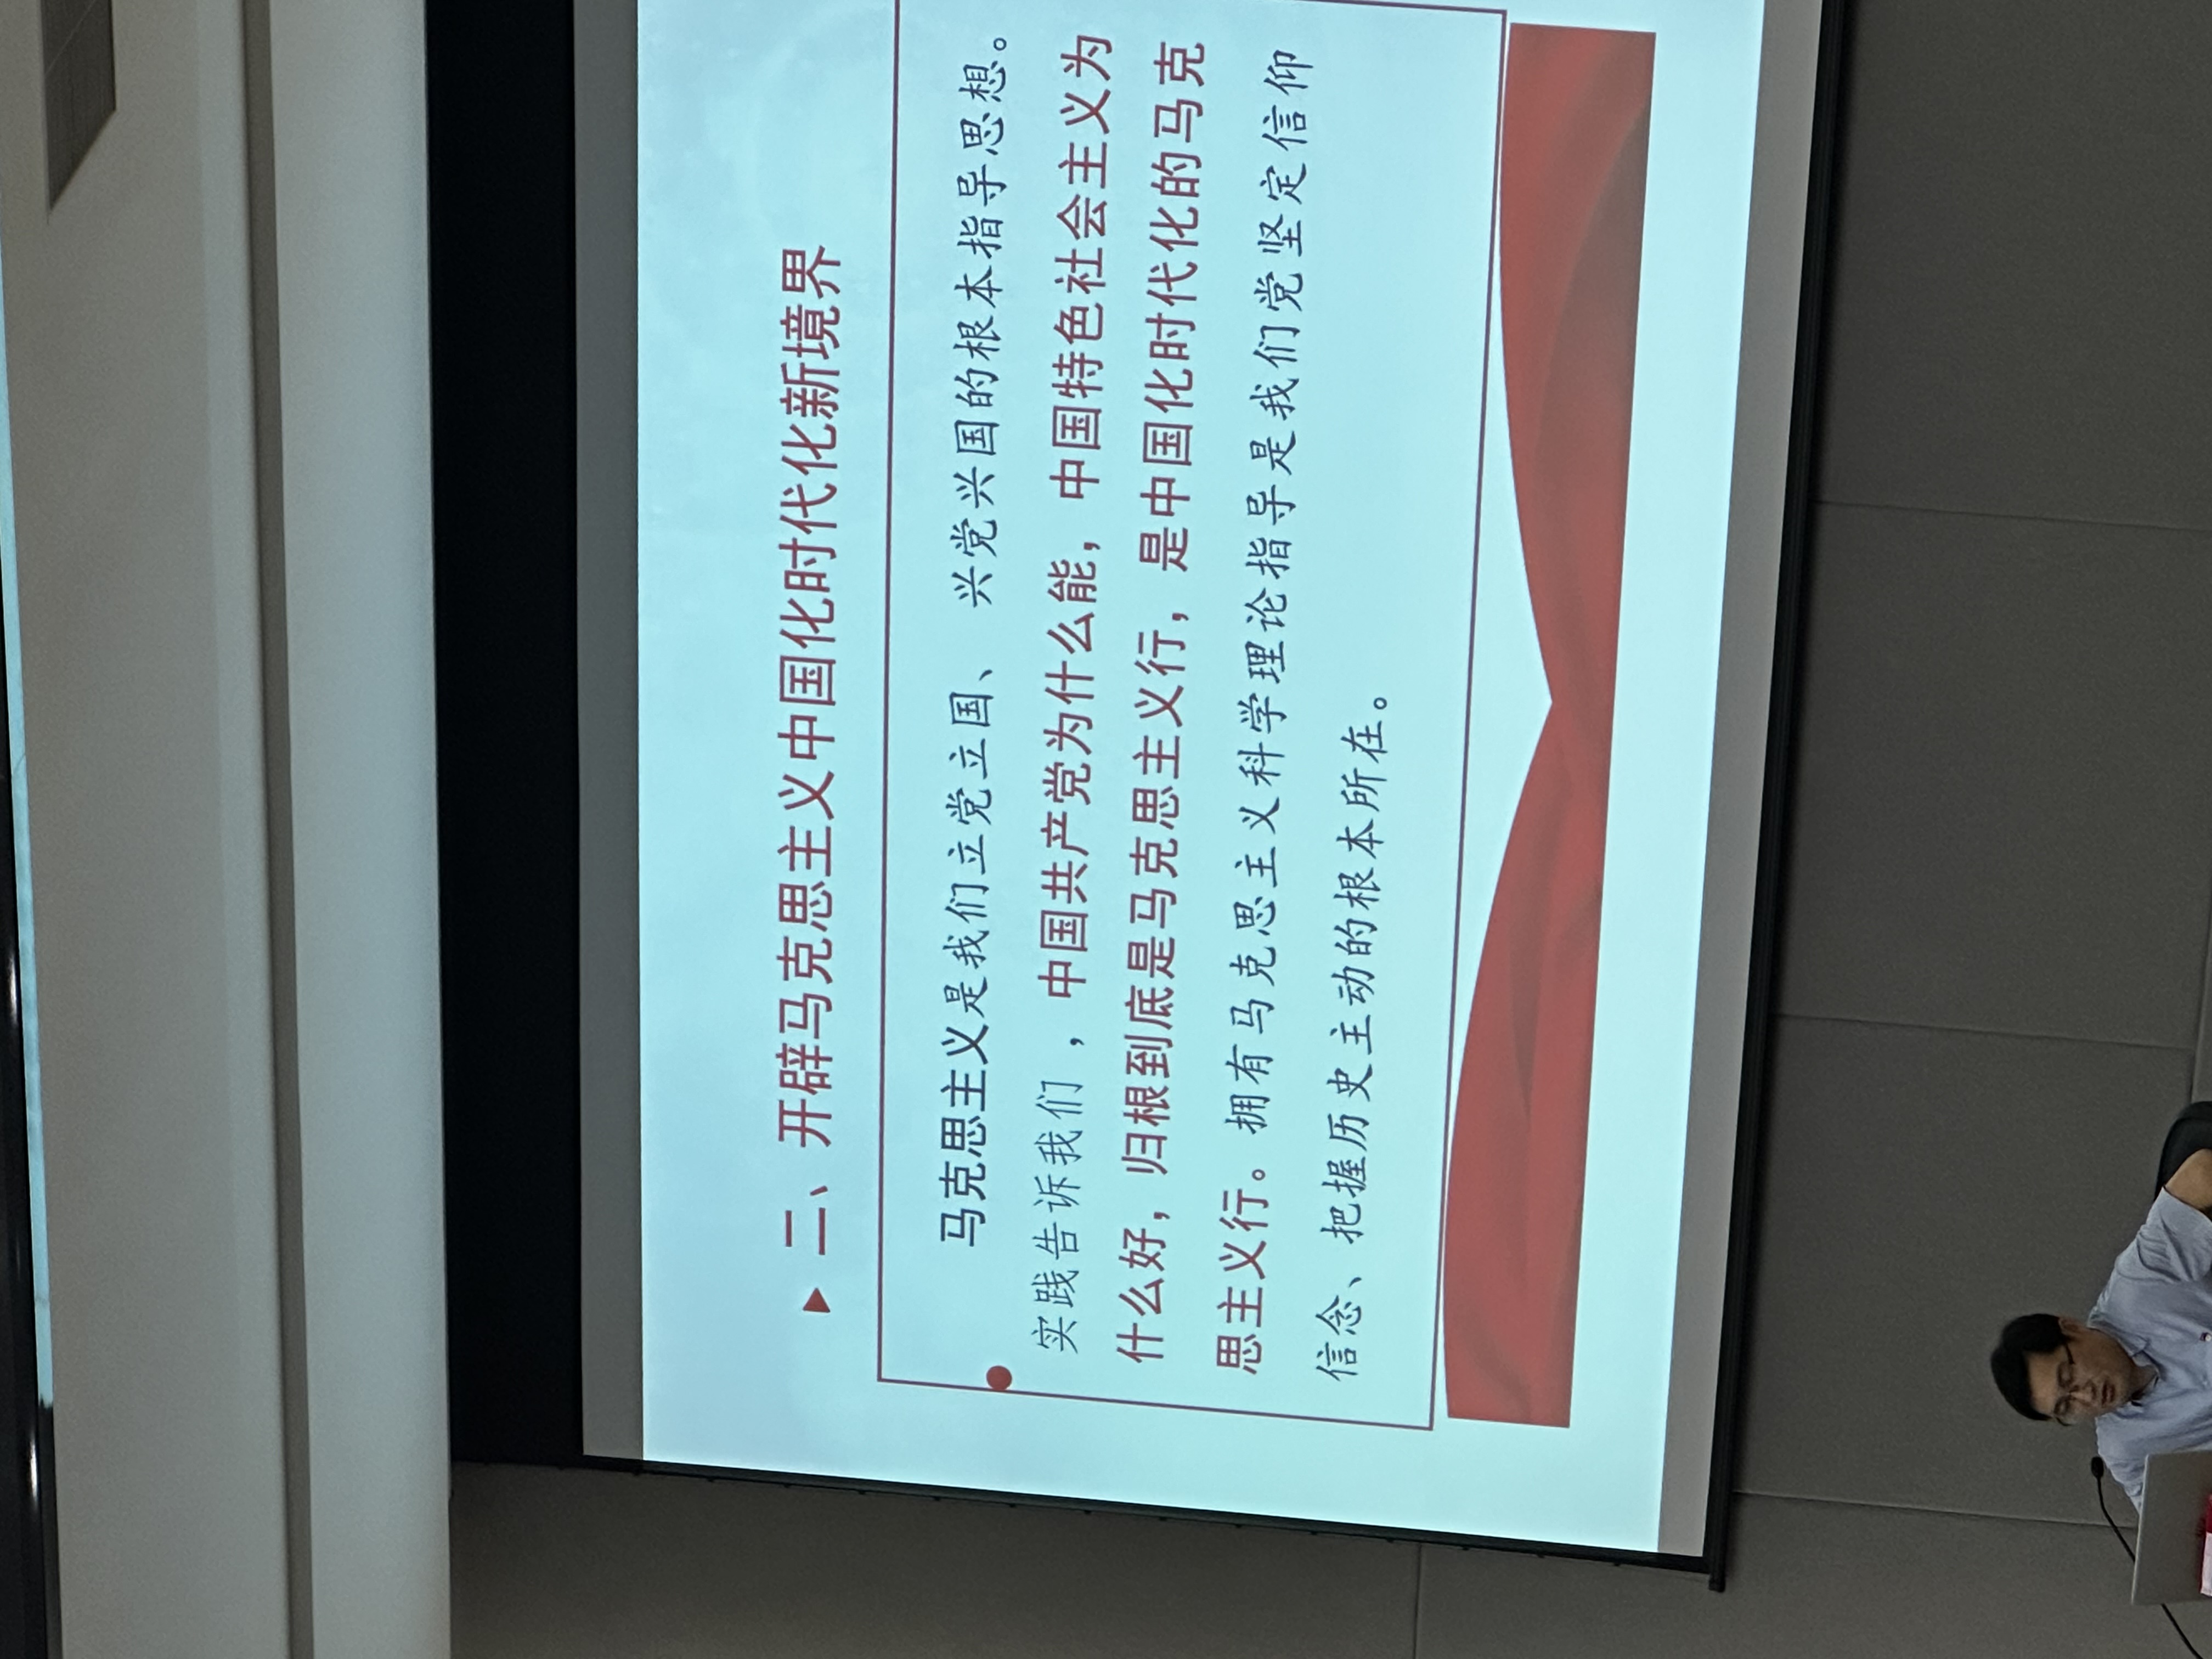 二、开辟马克思主义中国化时代化新境界
马克思主义是我们立党立国、 兴党兴国的根本指导思想。
实践告诉我们 ，中国共产党为什么能，中国特色社会主义为
什么好，归根到底是马克思主义行，是中国化时代化的马克
思主义行。拥有马克思主义科学理论指导是我们党坚定信仰
信念、把握历史主动的根本所在。